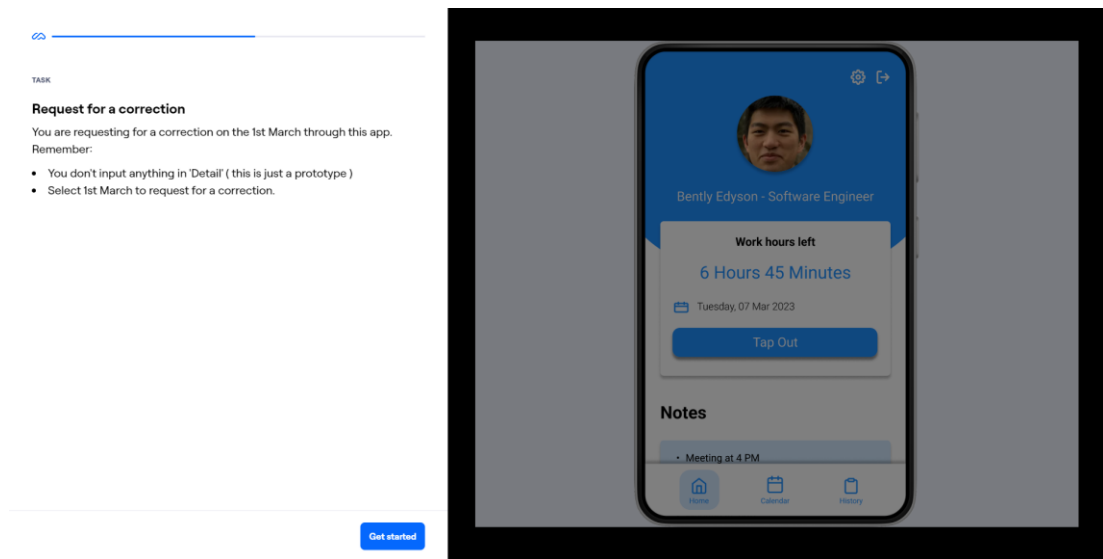 TASK
Request for a correction
You are requesting for a correction on the 1st March through this app.
Remember:
• You don't input anything in 'Detail' ( this is just a prototype )
• Select 1st March to request for a correction.
Get started
Bently Edyson - Software Engineer
Work hours left
6 Hours 45 Minutes
Tuesday, 07 Mar 2023
Tap Out
Notes
• Meeting at 4 PM
Home Calendar History